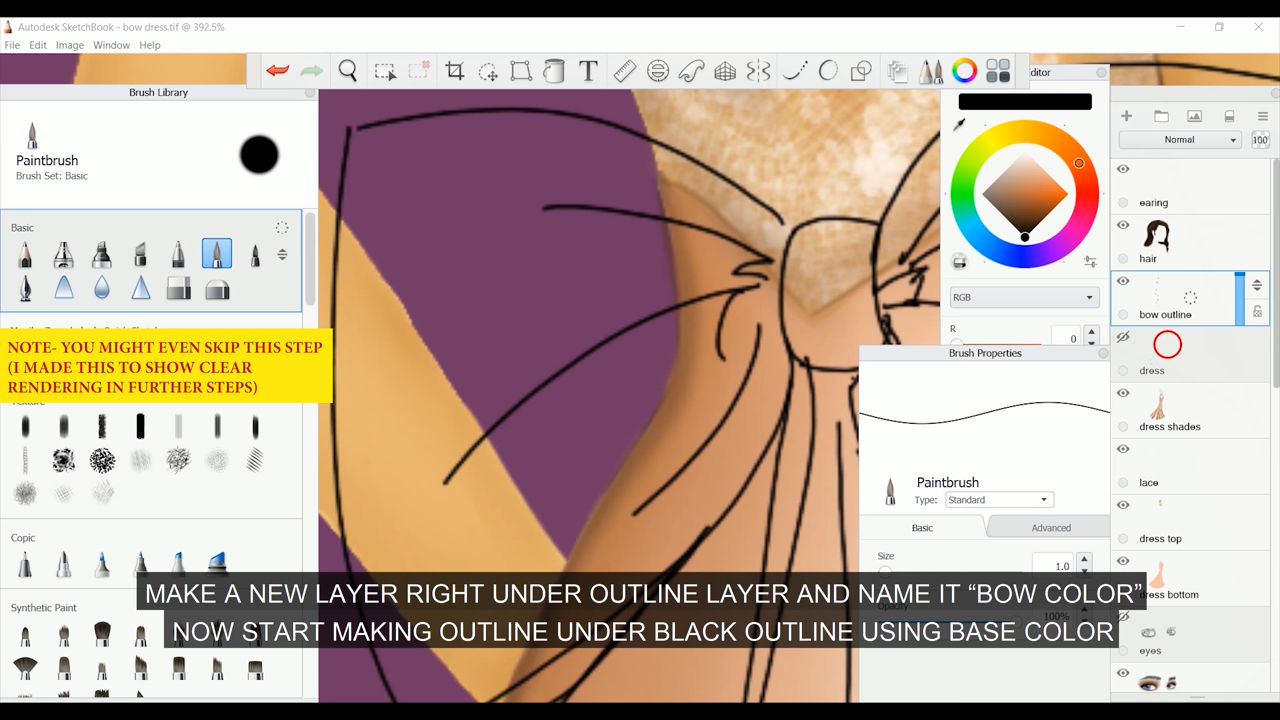 Autodesk SketchBook - bow dress.tif @ 392.5%
File Edit Image Window Help
Brush Library
Paintbrush
Brush Set: Basic
Basic
NOTE- YOU MIGHT EVEN SKIP THIS STEP
(I MADE THIS TO SHOW CLEAR
RENDERING IN FURTHER STEPS)
Texture
Copic
Synthetic Paint
T
ditor
RGB
R
0
Brush Properties
Paintbrush
Type: Standard
Basic Advanced
Size
1.0
Opacity
100%
Normal
100
earing
hair
bow outline
dress
dress shades
lace
dress top
dress bottom
eyes
MAKE A NEW LAYER RIGHT UNDER OUTLINE LAYER AND NAME IT “BOW COLOR”
NOW START MAKING OUTLINE UNDER BLACK OUTLINE USING BASE COLOR